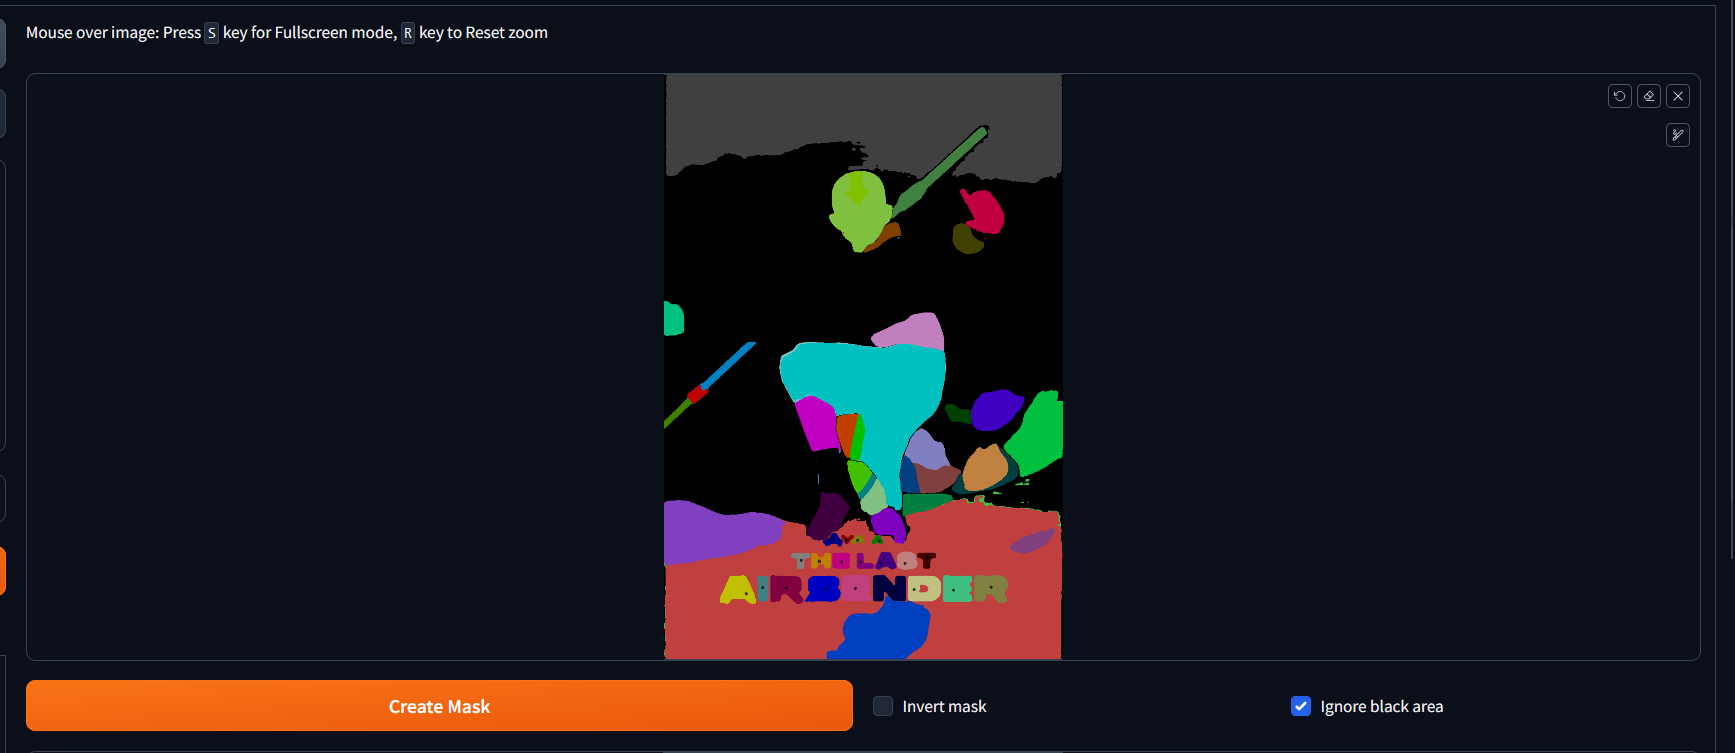 Mouse over image: Press S key for Fullscreen mode, R key to Reset zoom
THE LAST
AIRBENDER
Create Mask
Invert mask
Ignore black area